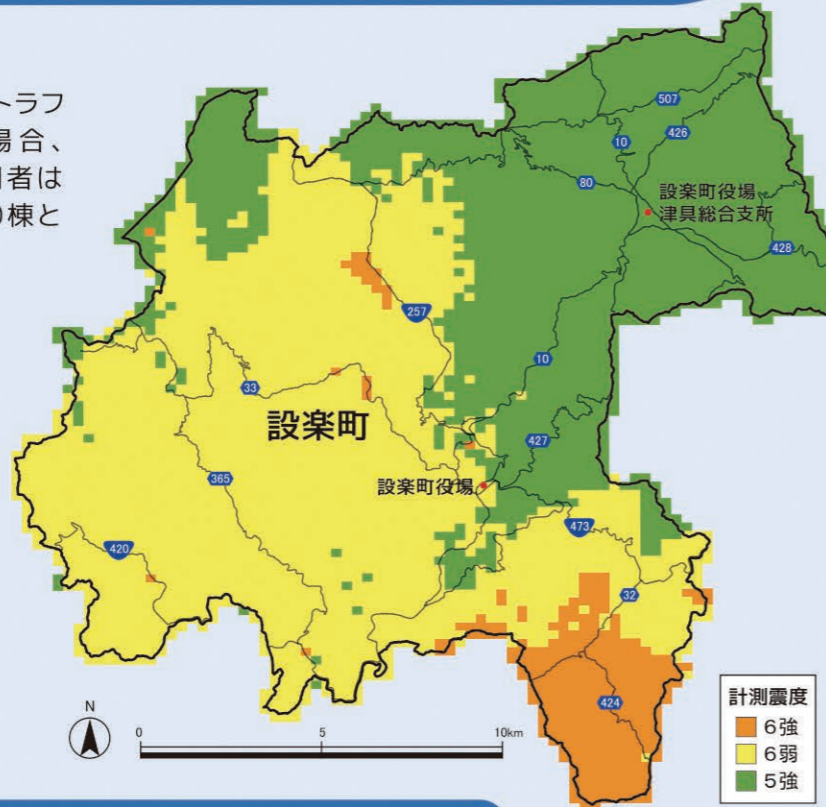 トラフ
場合、
者は
棟と
507
10
426
80
設楽町役場
津具総合支所
428
257
10
33
設楽町
427
365
設楽町役場
473
420
32
424
N
0
5
10km
計測震度
6強
6弱
5強